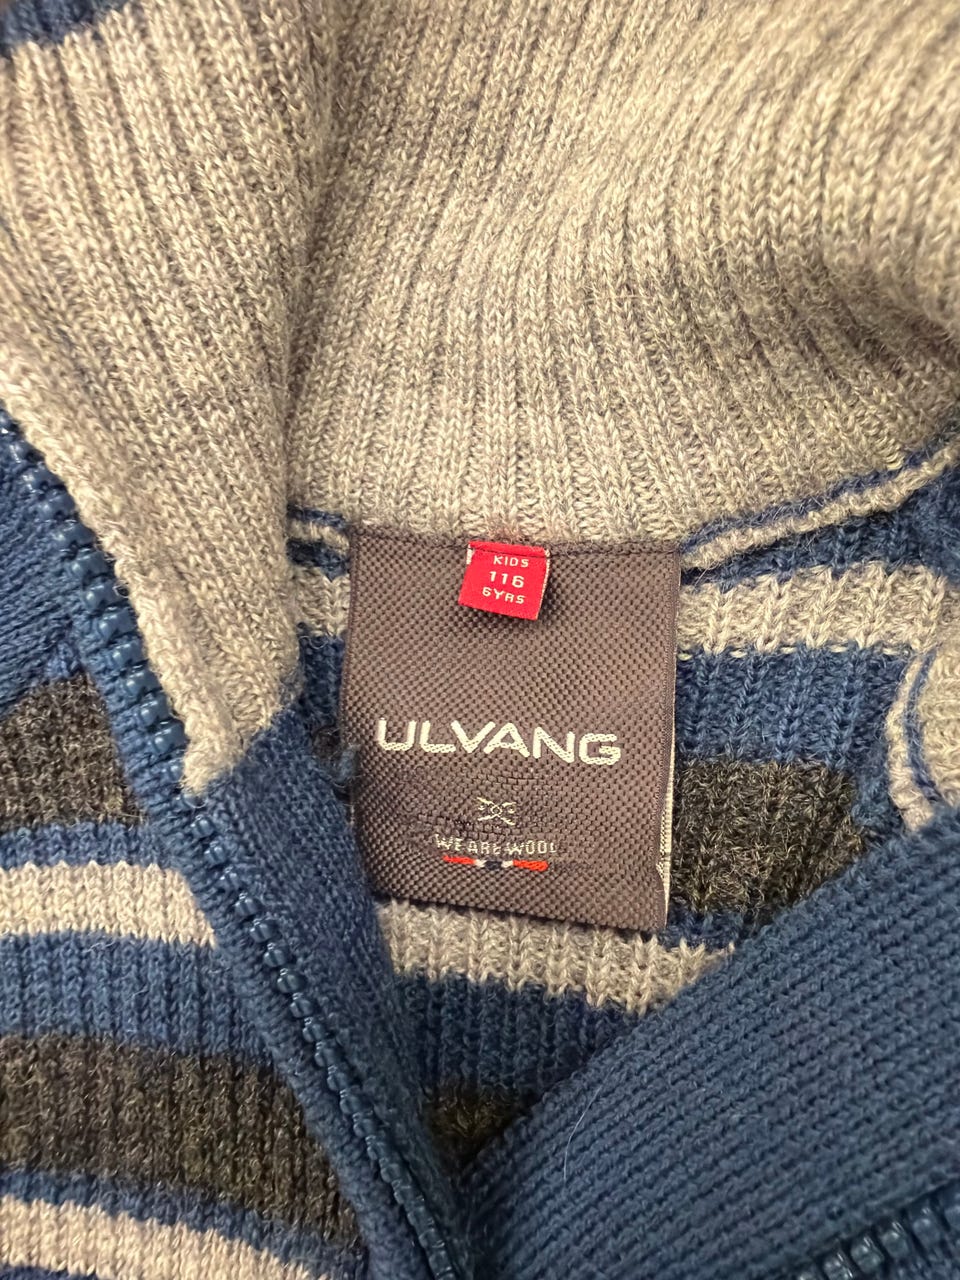 KIDS
116
6YRS
ULVANG
WE ARE WOOL